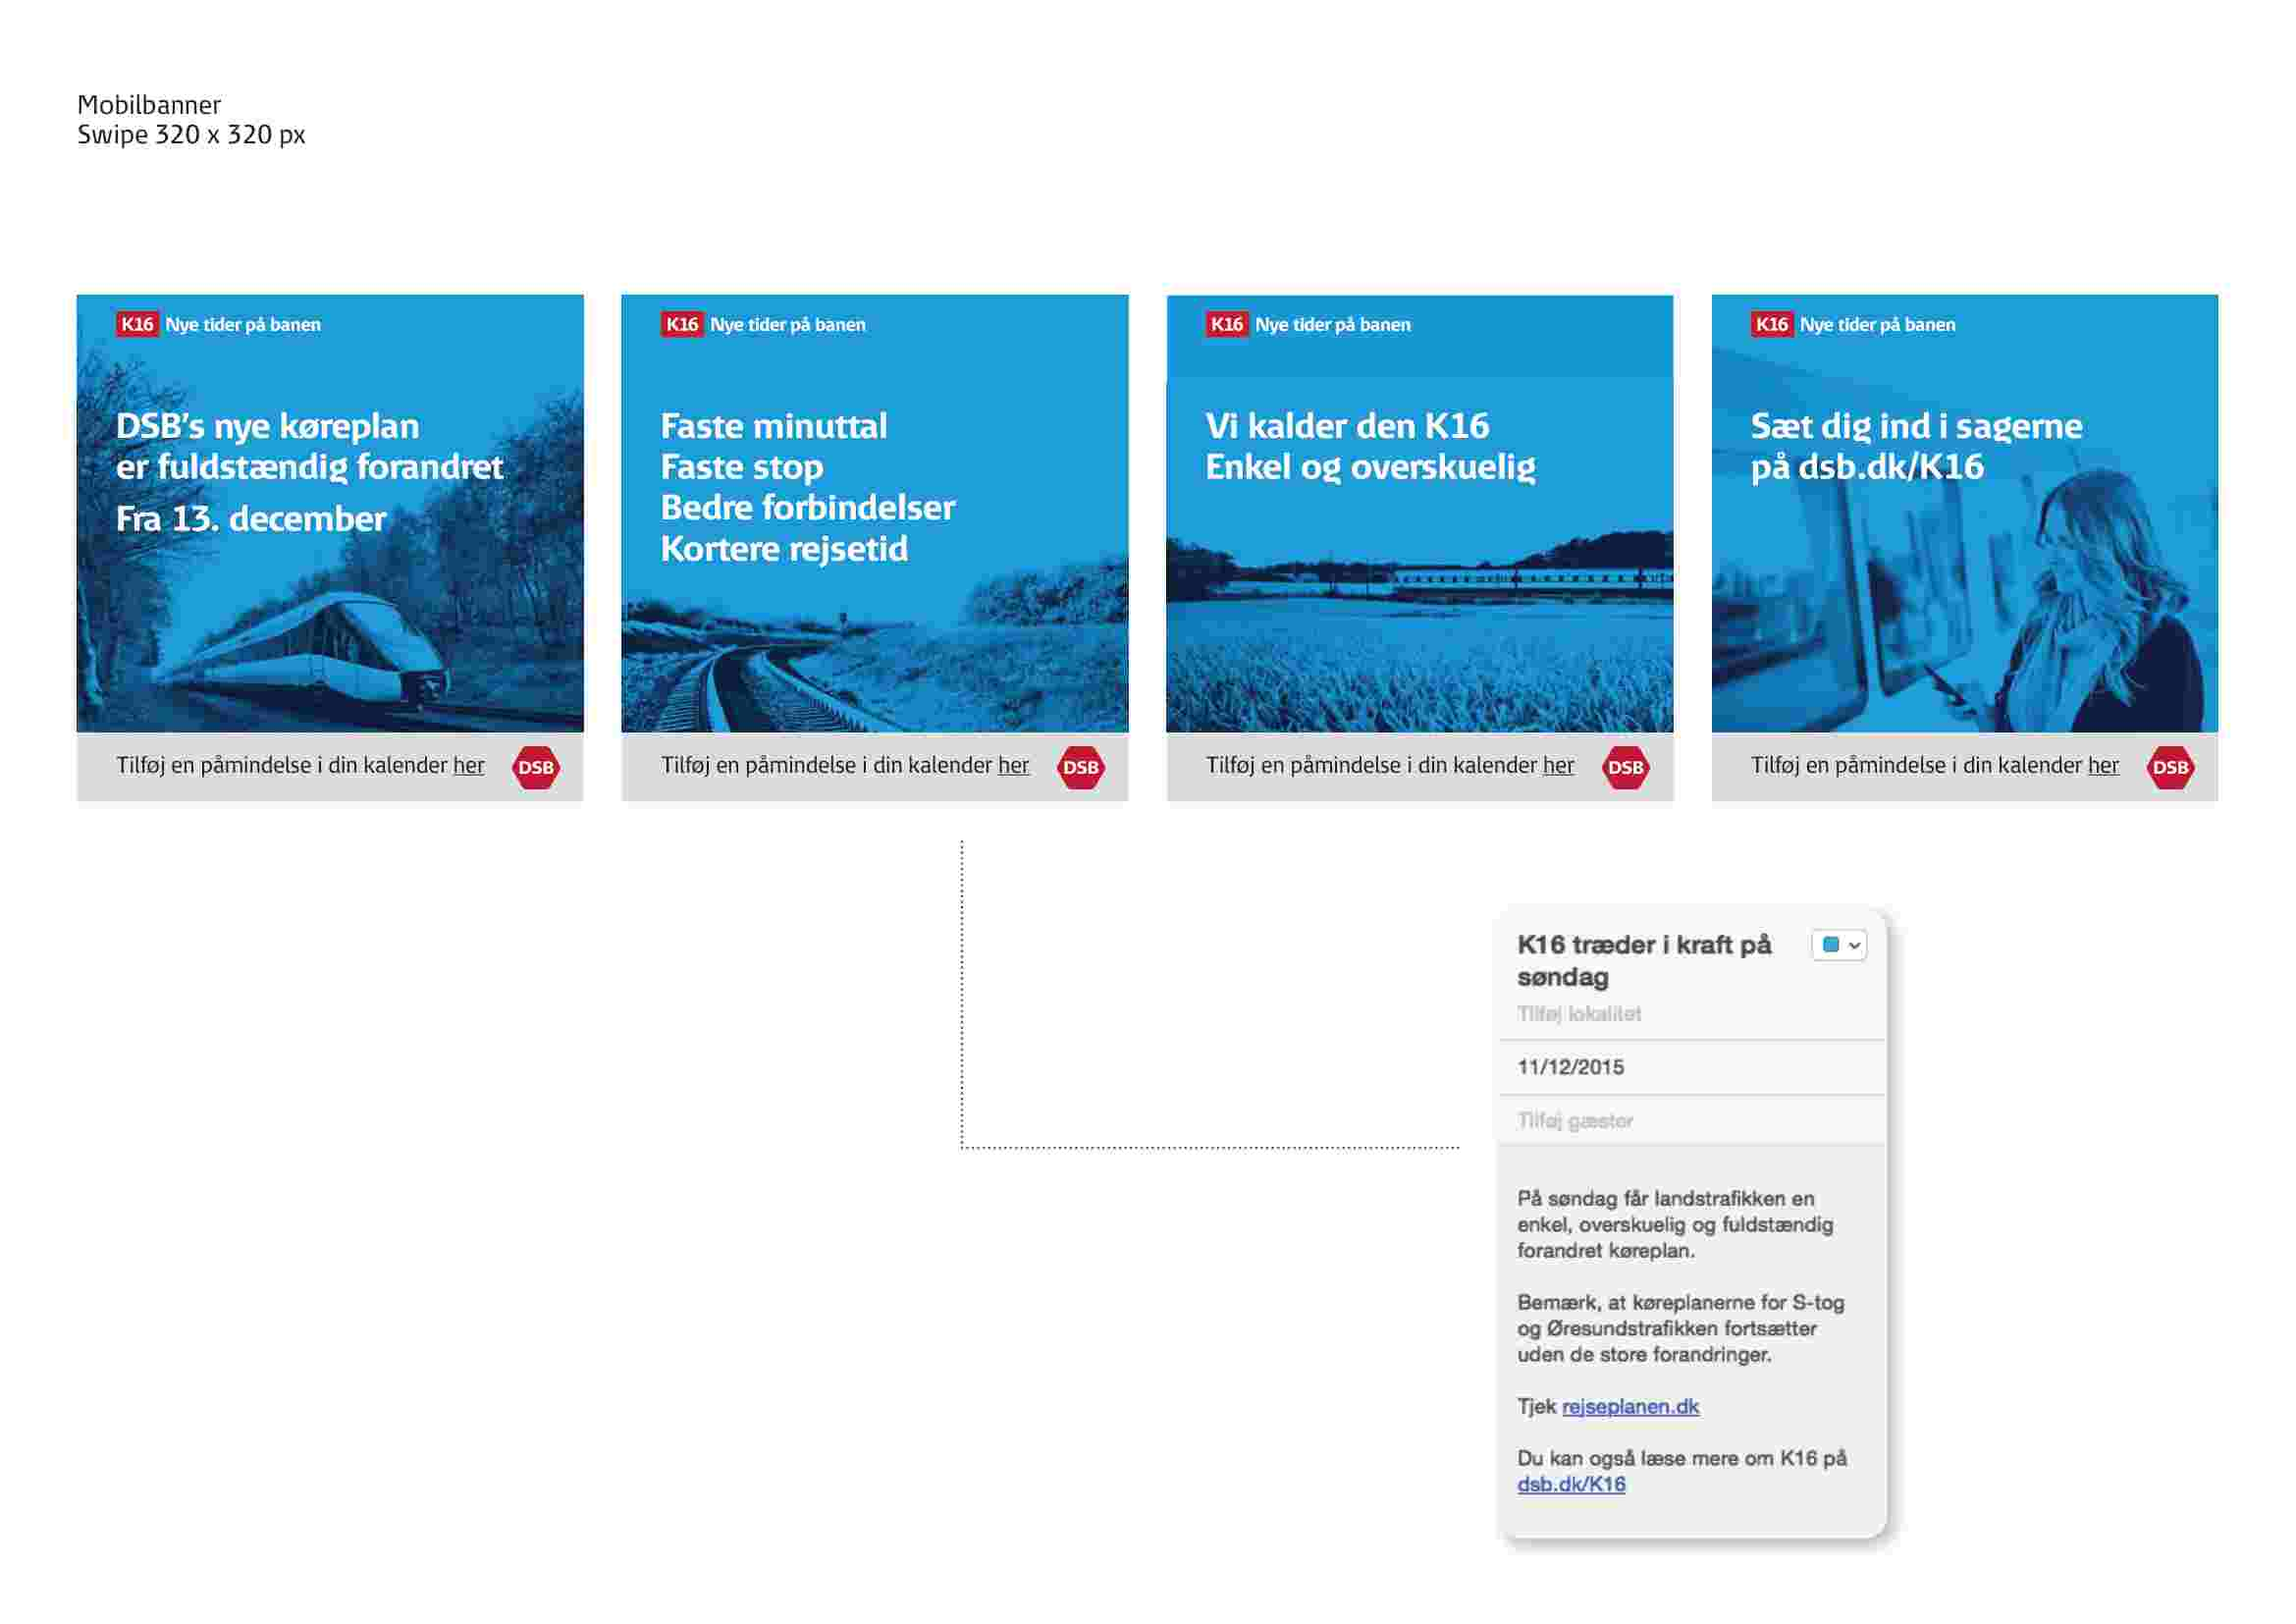 Mobilbanner
Swipe 320 x 320 px
K16 Nye tider på banen
DSB's nye køreplan
er fuldstændig forandret
Fra 13. december
Tilføj en påmindelse i din kalender her
DSB
K16 Nye tider på banen
Faste minuttal
Faste stop
Bedre forbindelser
Kortere rejsetid
Tilføj en påmindelse i din kalender her
DSB
K16 Nye tider på banen
Vi kalder den K16
Enkel og overskuelig
Tilføj en påmindelse i din kalender her
DSB
K16 Nye tider på banen
Sæt dig ind i sagerne
på dsb.dk/K16
Tilføj en påmindelse i din kalender her
DSB
K16 træder i kraft på
søndag
Tilføj lokalitet
11/12/2015
Tilføj gæster
På søndag får landstrafikken en
enkel, overskuelig og fuldstændig
forandret køreplan.
Bemærk, at køreplanerne for S-tog
og Øresundstrafikken fortsætter
uden de store forandringer.
Tjek rejseplanen.dk
Du kan også læse mere om K16 på
dsb.dk/K16